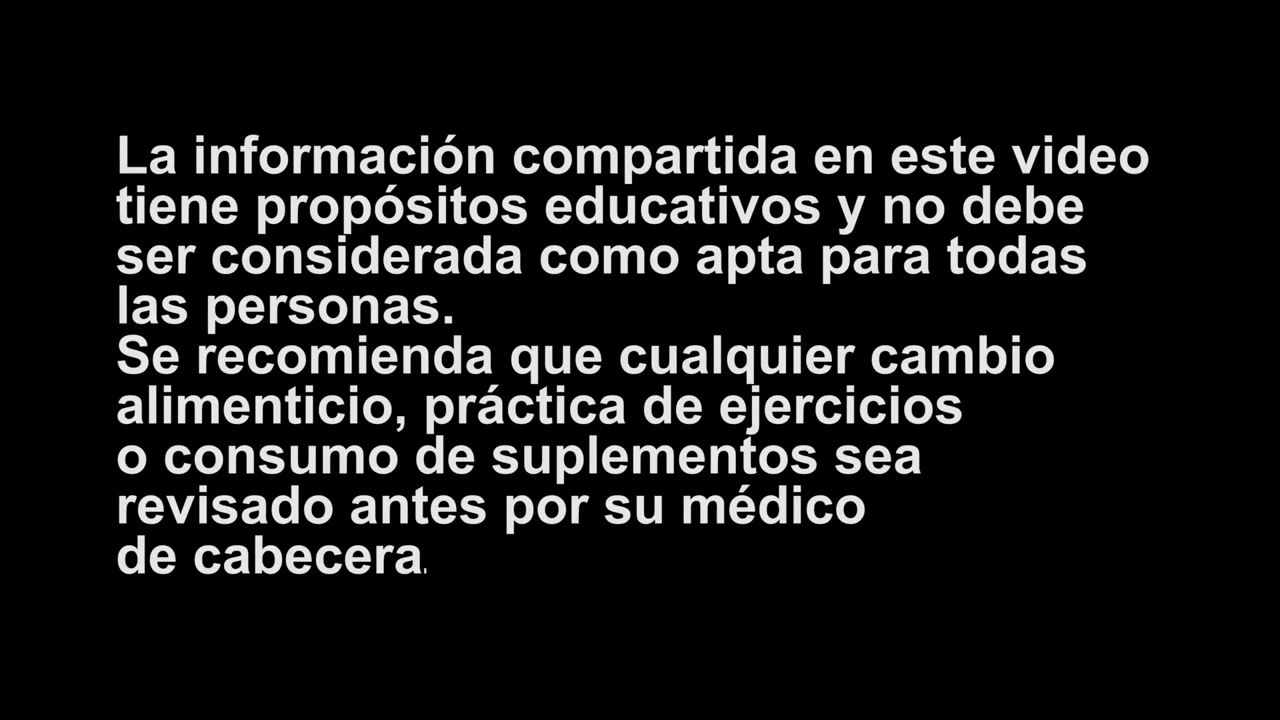 La información compartida en este video
tiene propósitos educativos y no debe
ser considerada como apta para todas
las personas.
Se recomienda que cualquier cambio
alimenticio, práctica de ejercicios
o consumo de suplementos sea
revisado antes por su médico
de cabecera.